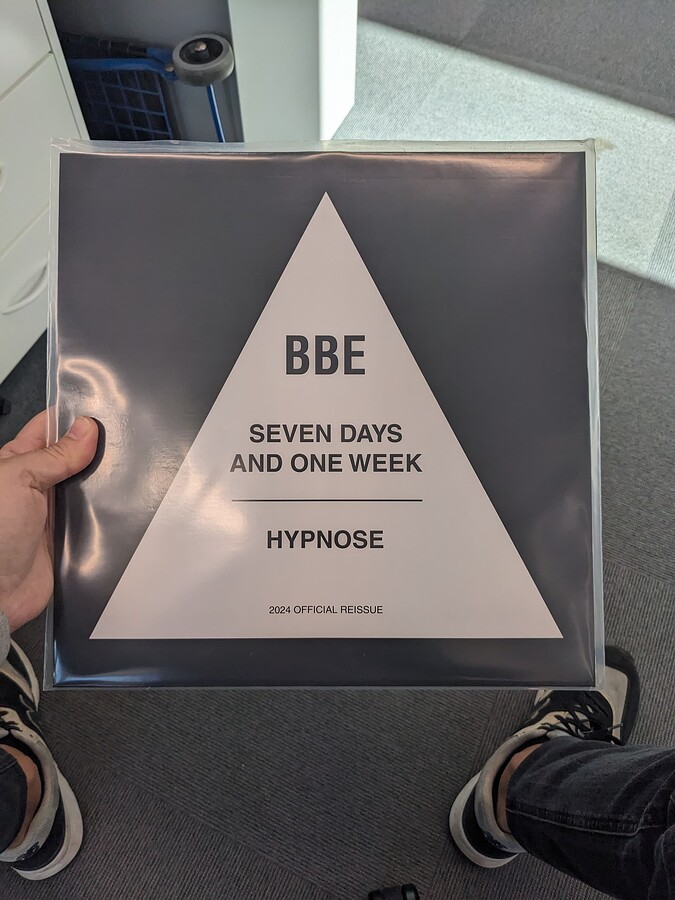 BBE
SEVEN DAYS
AND ONE WEEK
HYPNOSE
2024 OFFICIAL REISSUE